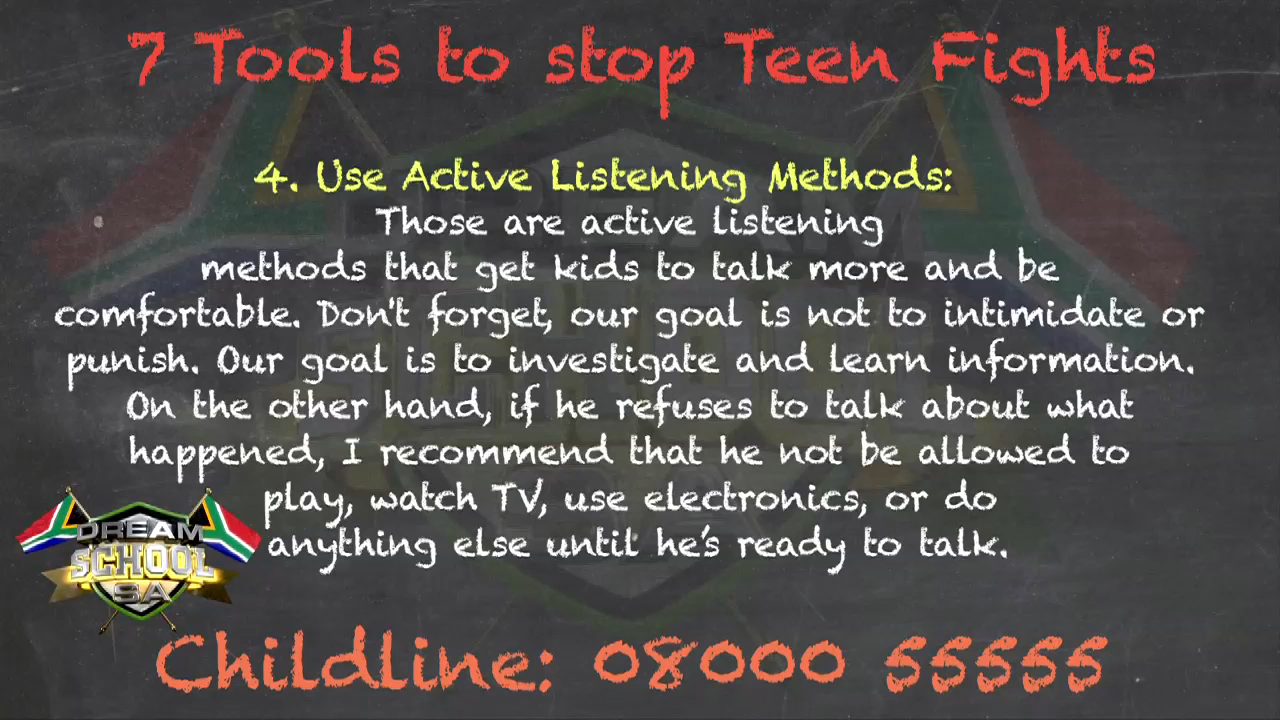 7 Tools to stop Teen Fights
4. Use Active Listening Methods:
Those are active listening
methods that get kids to talk more and be
comfortable. Don't forget, our goal is not to intimidate or
punish. Our goal is to investigate and learn information.
On the other hand, if he refuses to talk about what
happened, I recommend that he not be allowed to
play, watch TV, use electronics, or do
anything else until he's ready to talk.
DREAM
SCHOOL
SA
Childline: 08000 55555